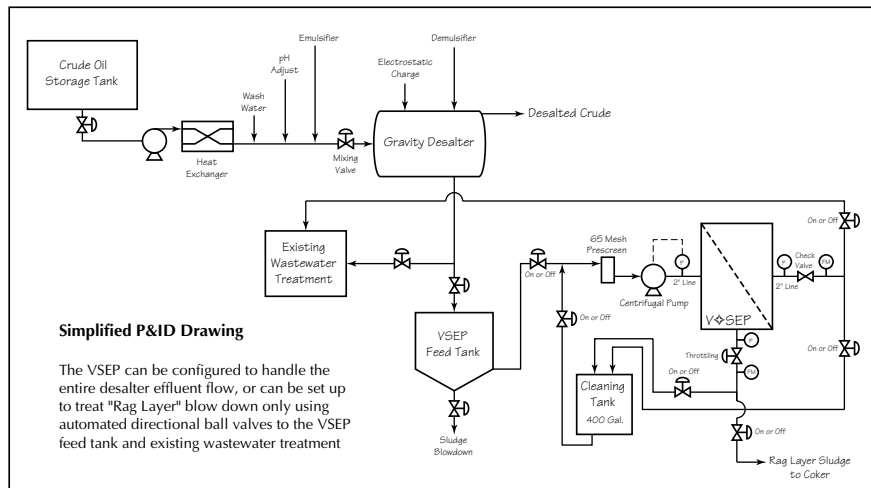 Crude Oil
Storage Tank
Emulsifier
pH
Adjust
Wash
Water
Heat
Exchanger
Mixing
Valve
Electrostatic
Charge
Demulsifier
Gravity Desalter
Desalted Crude
Existing
Wastewater
Treatment
On or Off
65 Mesh
Prescreen
Centrifugal Pump
P
2" Line
V SEP
P
2" Line
Check
Valve
FM
On or Off
On or Off
VSEP
Feed Tank
Sludge
Blowdown
On or Off
Cleaning
Tank
400 Gal.
On or Off
Throttling
P
FM
On or Off
Rag Layer Sludge
to Coker
Simplified P&ID Drawing
The VSEP can be configured to handle the
entire desalter effluent flow, or can be set up
to treat "Rag Layer" blow down only using
automated directional ball valves to the VSEP
feed tank and existing wastewater treatment